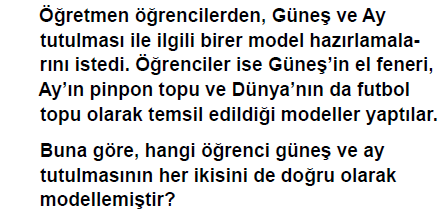 Öğretmen öğrencilerden, Güneş ve Ay
tutulması ile ilgili birer model hazırlamala-
rını istedi. Öğrenciler ise Güneş'in el feneri,
Ay'ın pinpon topu ve Dünya'nın da futbol
topu olarak temsil edildiği modeller yaptılar.
Buna göre, hangi öğrenci güneş ve ay
tutulmasının her ikisini de doğru olarak
modellemiştir?